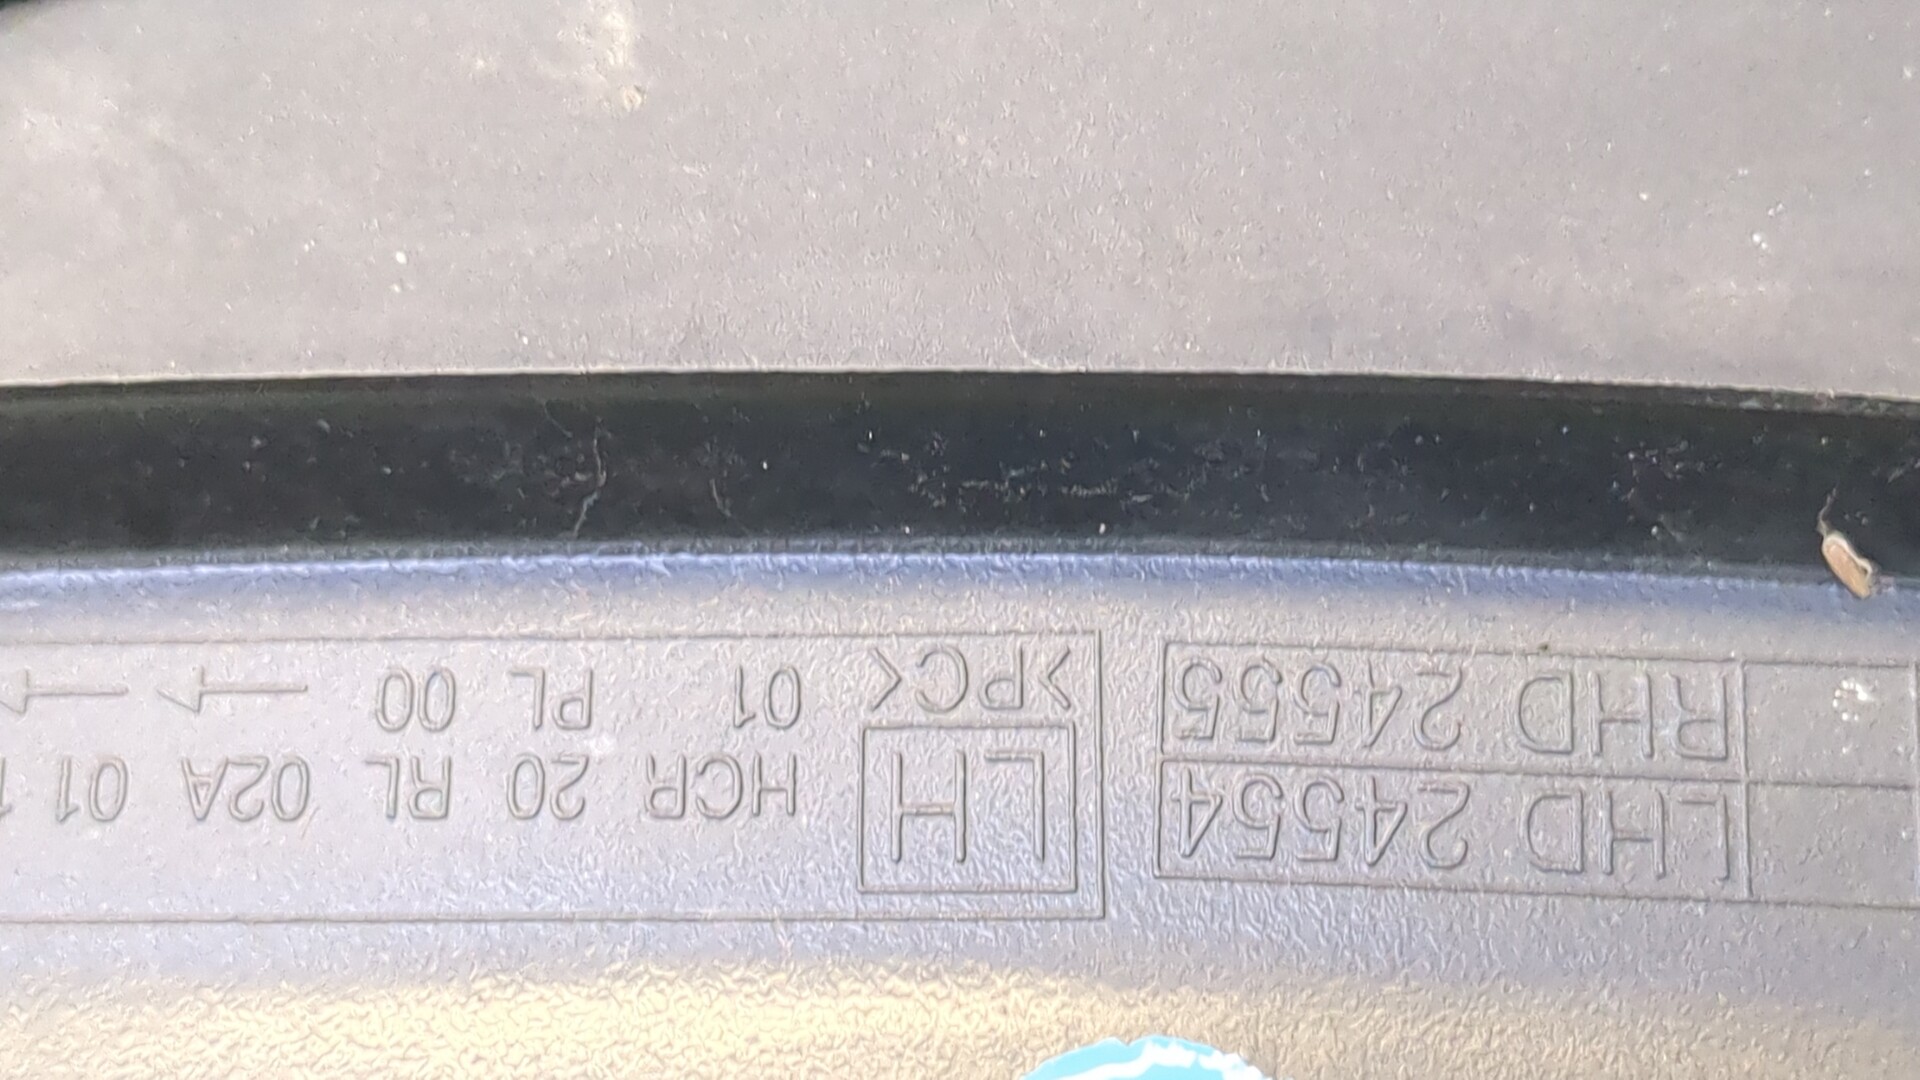 LHD 24554
RHD 24555
LH
>PC<
HCR 20 RL 02A 01
01 PL 00 → →